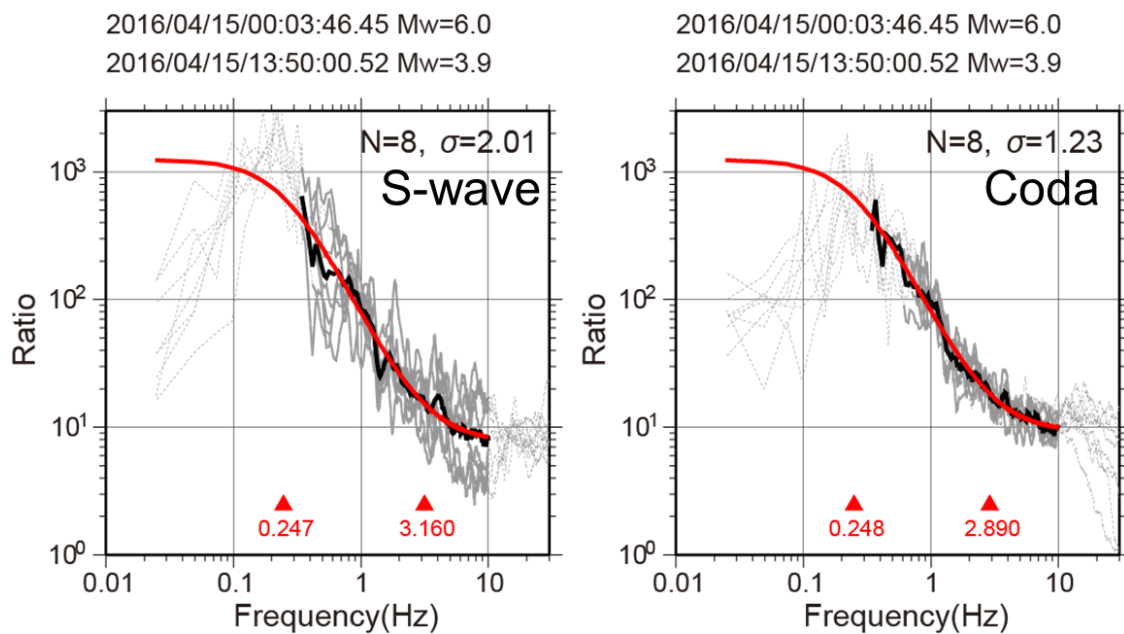 2016/04/15/00:03:46.45 Mw=6.0
2016/04/15/13:50:00.52 Mw=3.9
N=8, σ=2.01
S-wave
10³
10²
10¹
10⁰
Ratio
0.247
3.160
0.01
0.1
1
10
Frequency(Hz)
2016/04/15/00:03:46.45 Mw=6.0
2016/04/15/13:50:00.52 Mw=3.9
N=8, σ=1.23
Coda
10³
10²
10¹
10⁰
Ratio
0.248
2.890
0.01
0.1
1
10
Frequency(Hz)